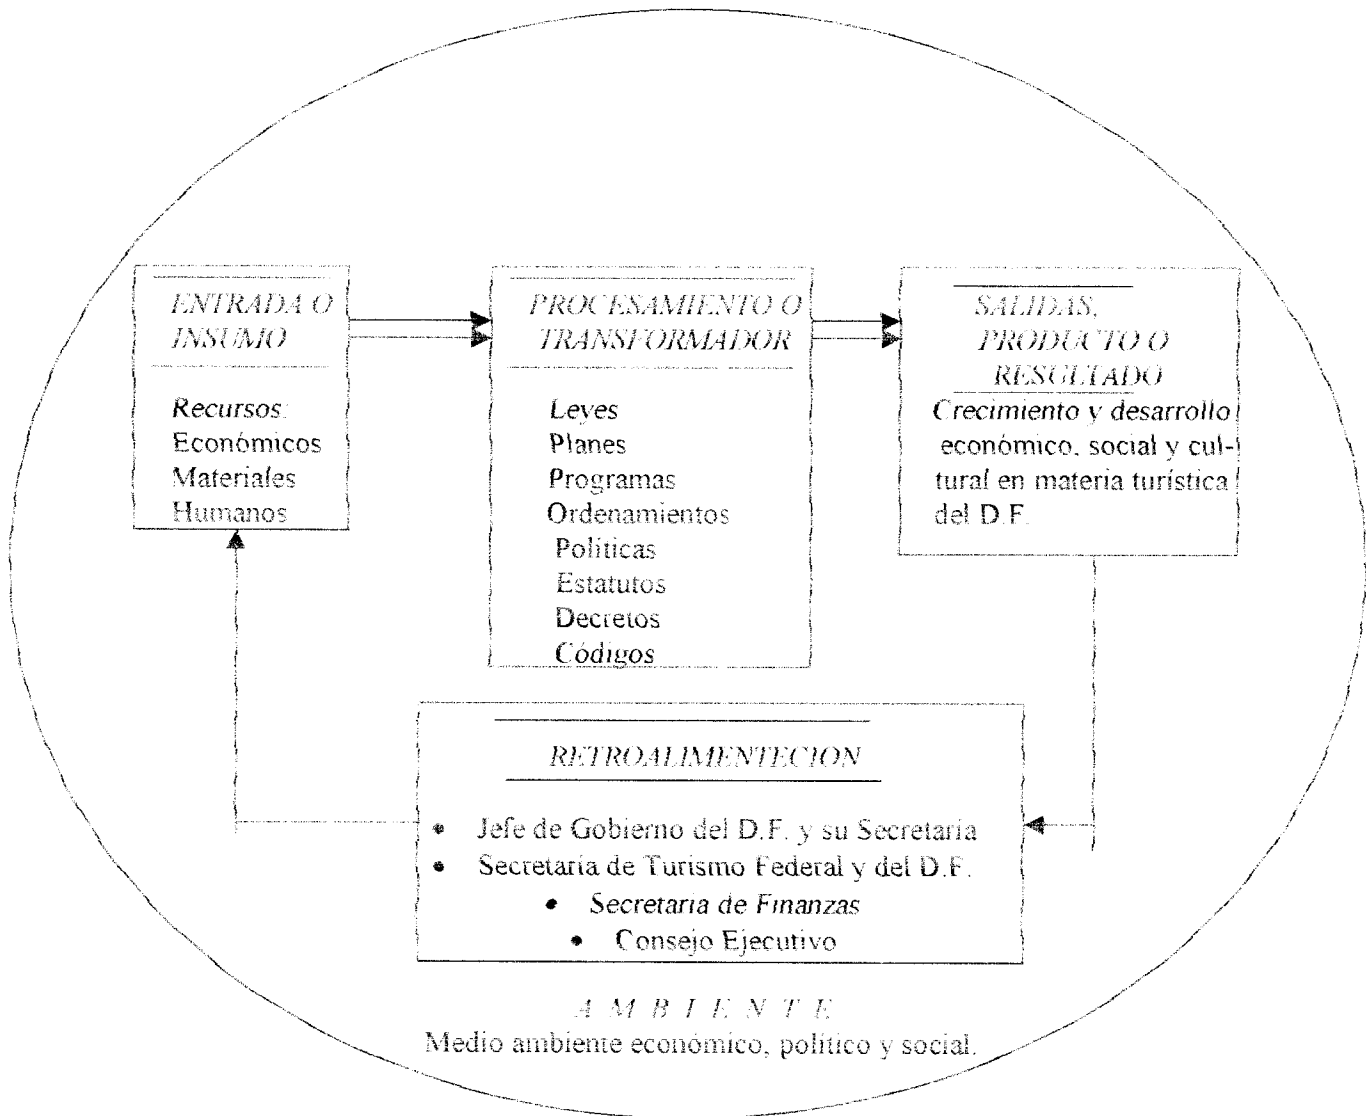 ENTRADA O
INSUMO
Recursos:
Económicos
Materiales
Humanos
PROCESAMIENTO O
TRANSFORMADOR
Leyes
Planes
Programas
Ordenamientos
Políticas
Estatutos
Decretos
Códigos
SALIDAS,
PRODUCTO O
RESULTADO
Crecimiento y desarrollo
económico, social y cul-
tural en materia turística
del D.F.
RETROALIMENTECION
• Jefe de Gobierno del D.F. y su Secretaría
• Secretaría de Turismo Federal y del D.F.
• Secretaria de Finanzas
• Consejo Ejecutivo
A M B I E N T E
Medio ambiente económico, político y social.